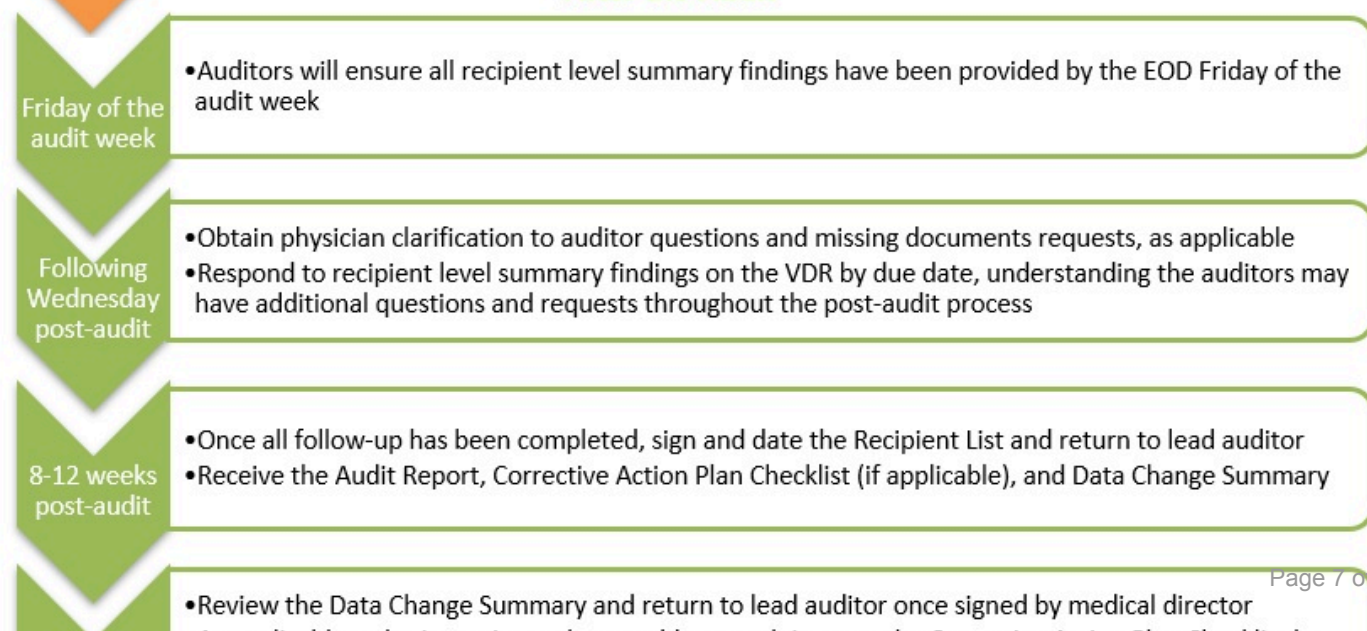 Friday of the
audit week
•Auditors will ensure all recipient level summary findings have been provided by the EOD Friday of the
audit week
Following
Wednesday
post-audit
•Obtain physician clarification to auditor questions and missing documents requests, as applicable
•Respond to recipient level summary findings on the VDR by due date, understanding the auditors may
have additional questions and requests throughout the post-audit process
8-12 weeks
post-audit
•Once all follow-up has been completed, sign and date the Recipient List and return to lead auditor
•Receive the Audit Report, Corrective Action Plan Checklist (if applicable), and Data Change Summary
Page 7 o
•Review the Data Change Summary and return to lead auditor once signed by medical director